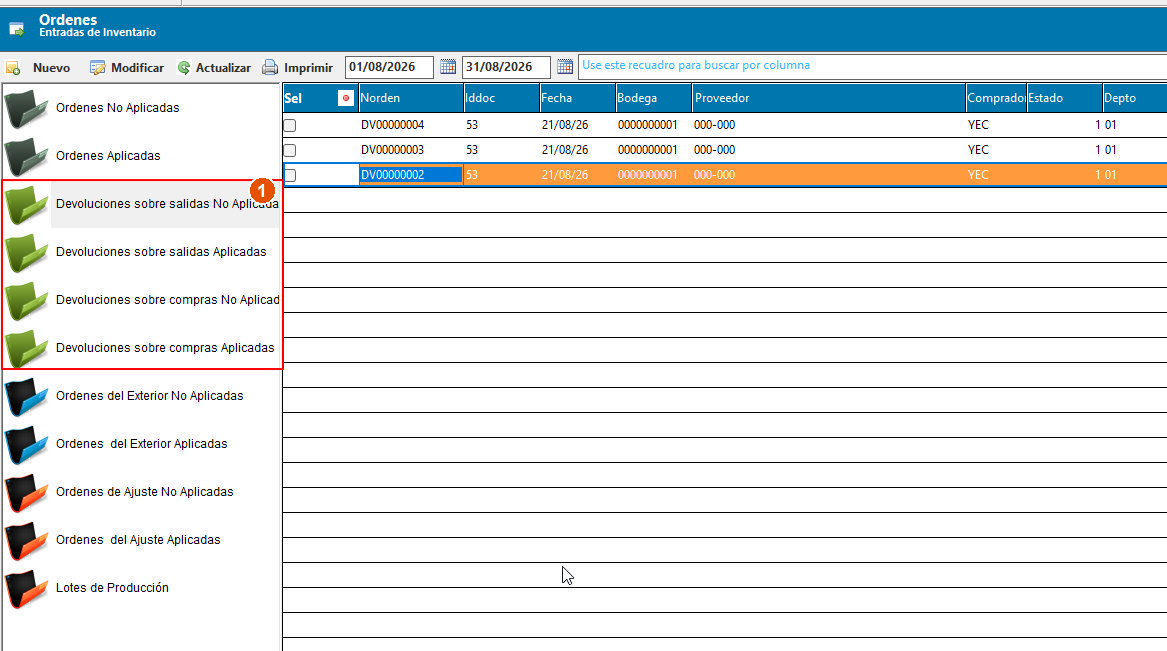 Ordenes
Entradas de Inventario
Nuevo Modificar Actualizar Imprimir 01/08/2026 31/08/2026 Use este recuadro para buscar por columna
Sel Norden Iddoc Fecha Bodega Proveedor Comprador Estado Depto
DV00000004 53 21/08/26 0000000001 000-000 YEC 1 01
DV00000003 53 21/08/26 0000000001 000-000 YEC 1 01
DV00000002 53 21/08/26 0000000001 000-000 YEC 1 01
Ordenes No Aplicadas
Ordenes Aplicadas
1
Devoluciones sobre salidas No Aplicada
Devoluciones sobre salidas Aplicadas
Devoluciones sobre compras No Aplicad
Devoluciones sobre compras Aplicadas
Ordenes del Exterior No Aplicadas
Ordenes del Exterior Aplicadas
Ordenes de Ajuste No Aplicadas
Ordenes del Ajuste Aplicadas
Lotes de Producción